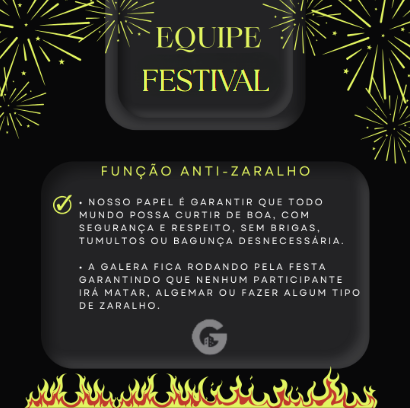 EQUIPE
FESTIVAL
FUNÇÃO ANTI-ZARALHO
• NOSSO PAPEL É GARANTIR QUE TODO
MUNDO POSSA CURTIR DE BOA, COM
SEGURANÇA E RESPEITO, SEM BRIGAS,
TUMULTOS OU BAGUNÇA DESNECESSÁRIA.
• A GALERA FICA RODANDO PELA FESTA
GARANTINDO QUE NENHUM PARTICIPANTE
IRÁ MATAR, ALGEMAR OU FAZER ALGUM TIPO
DE ZARALHO.
G